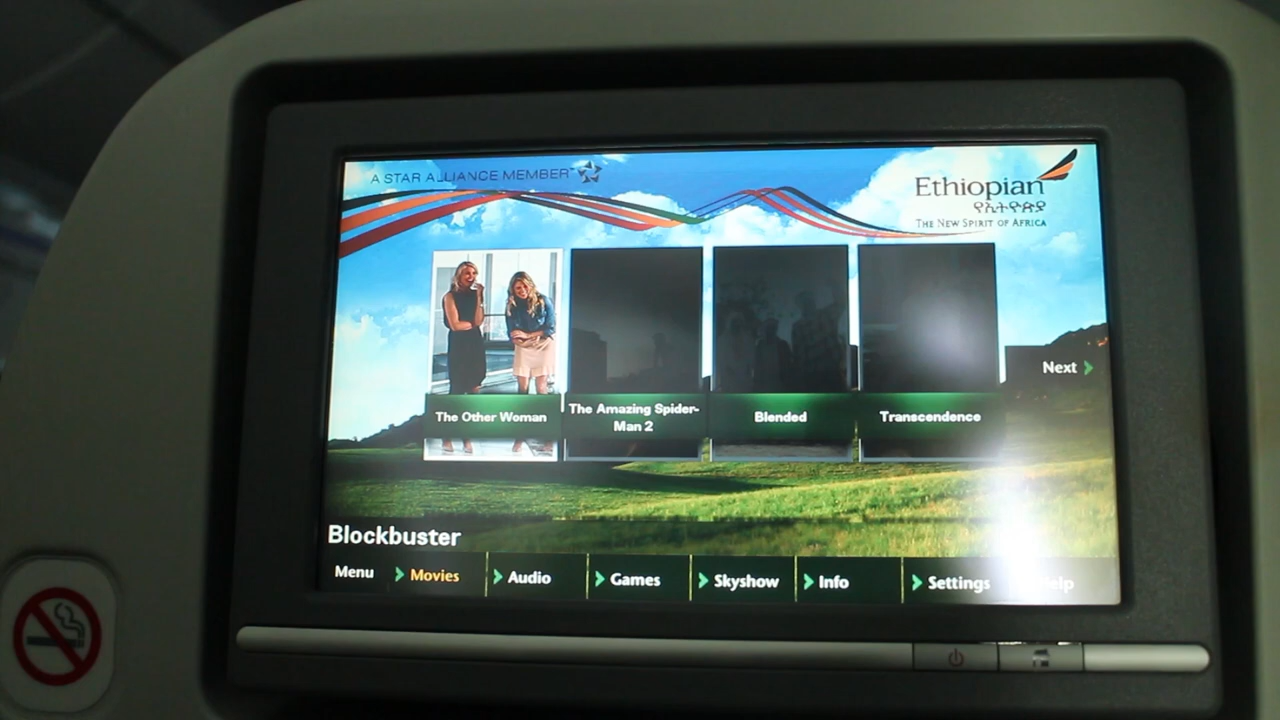 A STAR ALLIANCE MEMBER
Ethiopian
የኢትዮጵያ
THE NEW SPIRIT OF AFRICA
The Other Woman
The Amazing Spider-
Man 2
Blended
Transcendence
Next
Blockbuster
Menu
Movies
Audio
Games
Skyshow
Info
Settings